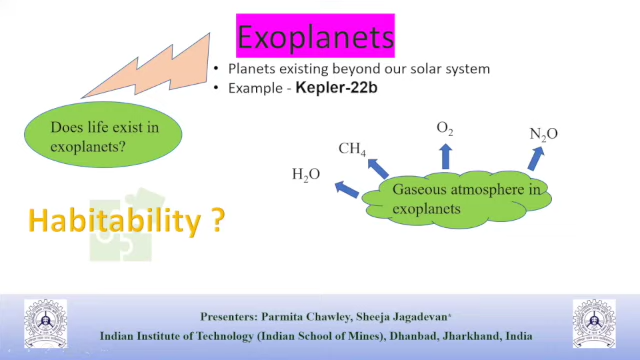 Exoplanets
• Planets existing beyond our solar system
• Example - Kepler-22b
Does life exist in
exoplanets?
H₂O
CH₄
O₂
N₂O
Gaseous atmosphere in
exoplanets
Habitability ?
Presenters: Parmita Chawley, Sheeja Jagadevan*
Indian Institute of Technology (Indian School of Mines), Dhanbad, Jharkhand, India